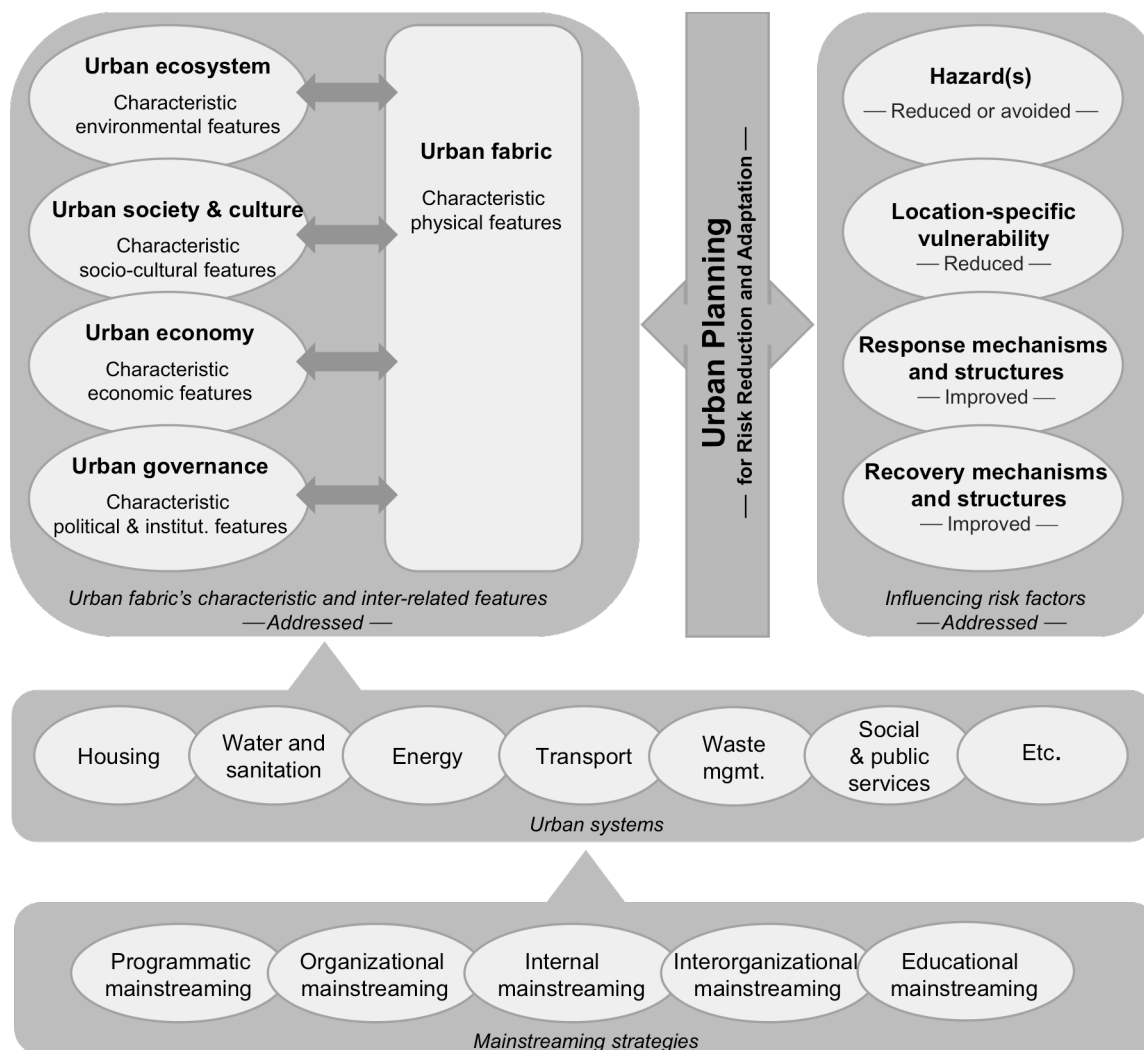 Urban ecosystem
Characteristic
environmental features
Urban society & culture
Characteristic
socio-cultural features
Urban economy
Characteristic
economic features
Urban governance
Characteristic
political & institut. features
Urban fabric
Characteristic
physical features
Urban fabric's characteristic and inter-related features
—Addressed —
Urban Planning
— for Risk Reduction and Adaptation —
Hazard(s)
— Reduced or avoided —
Location-specific
vulnerability
— Reduced —
Response mechanisms
and structures
— Improved —
Recovery mechanisms
and structures
— Improved —
Influencing risk factors
— Addressed —
Housing
Water and
sanitation
Energy
Transport
Waste
mgmt.
Social
& public
services
Etc.
Urban systems
Programmatic
mainstreaming
Organizational
mainstreaming
Internal
mainstreaming
Interorganizational
mainstreaming
Educational
mainstreaming
Mainstreaming strategies